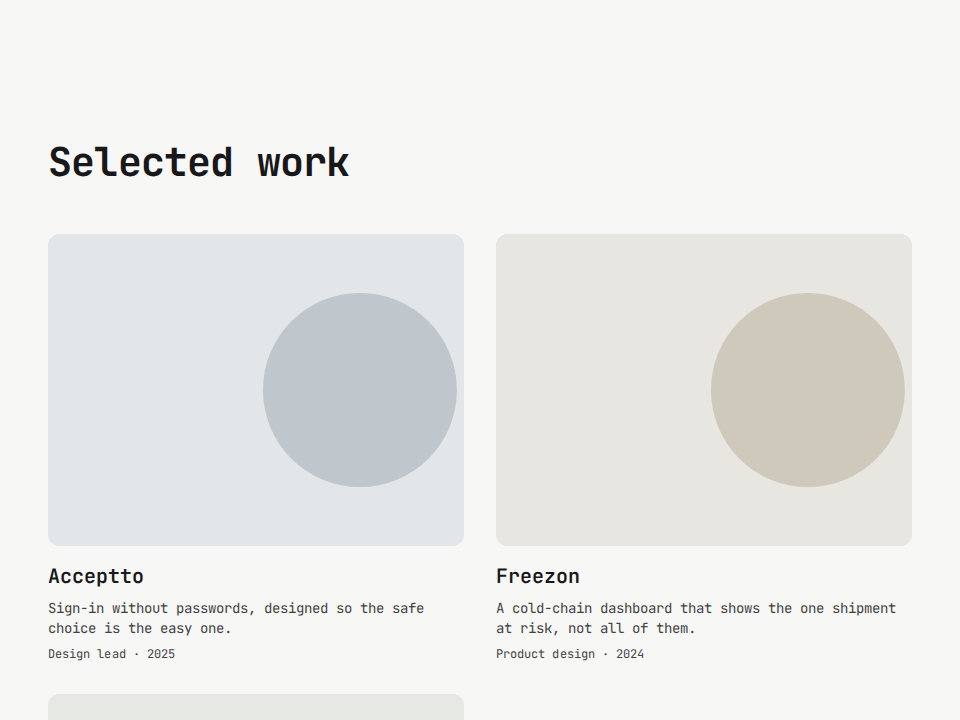 Selected work
Acceptto
Sign-in without passwords, designed so the safe
choice is the easy one.
Design lead · 2025
Freezon
A cold-chain dashboard that shows the one shipment
at risk, not all of them.
Product design · 2024